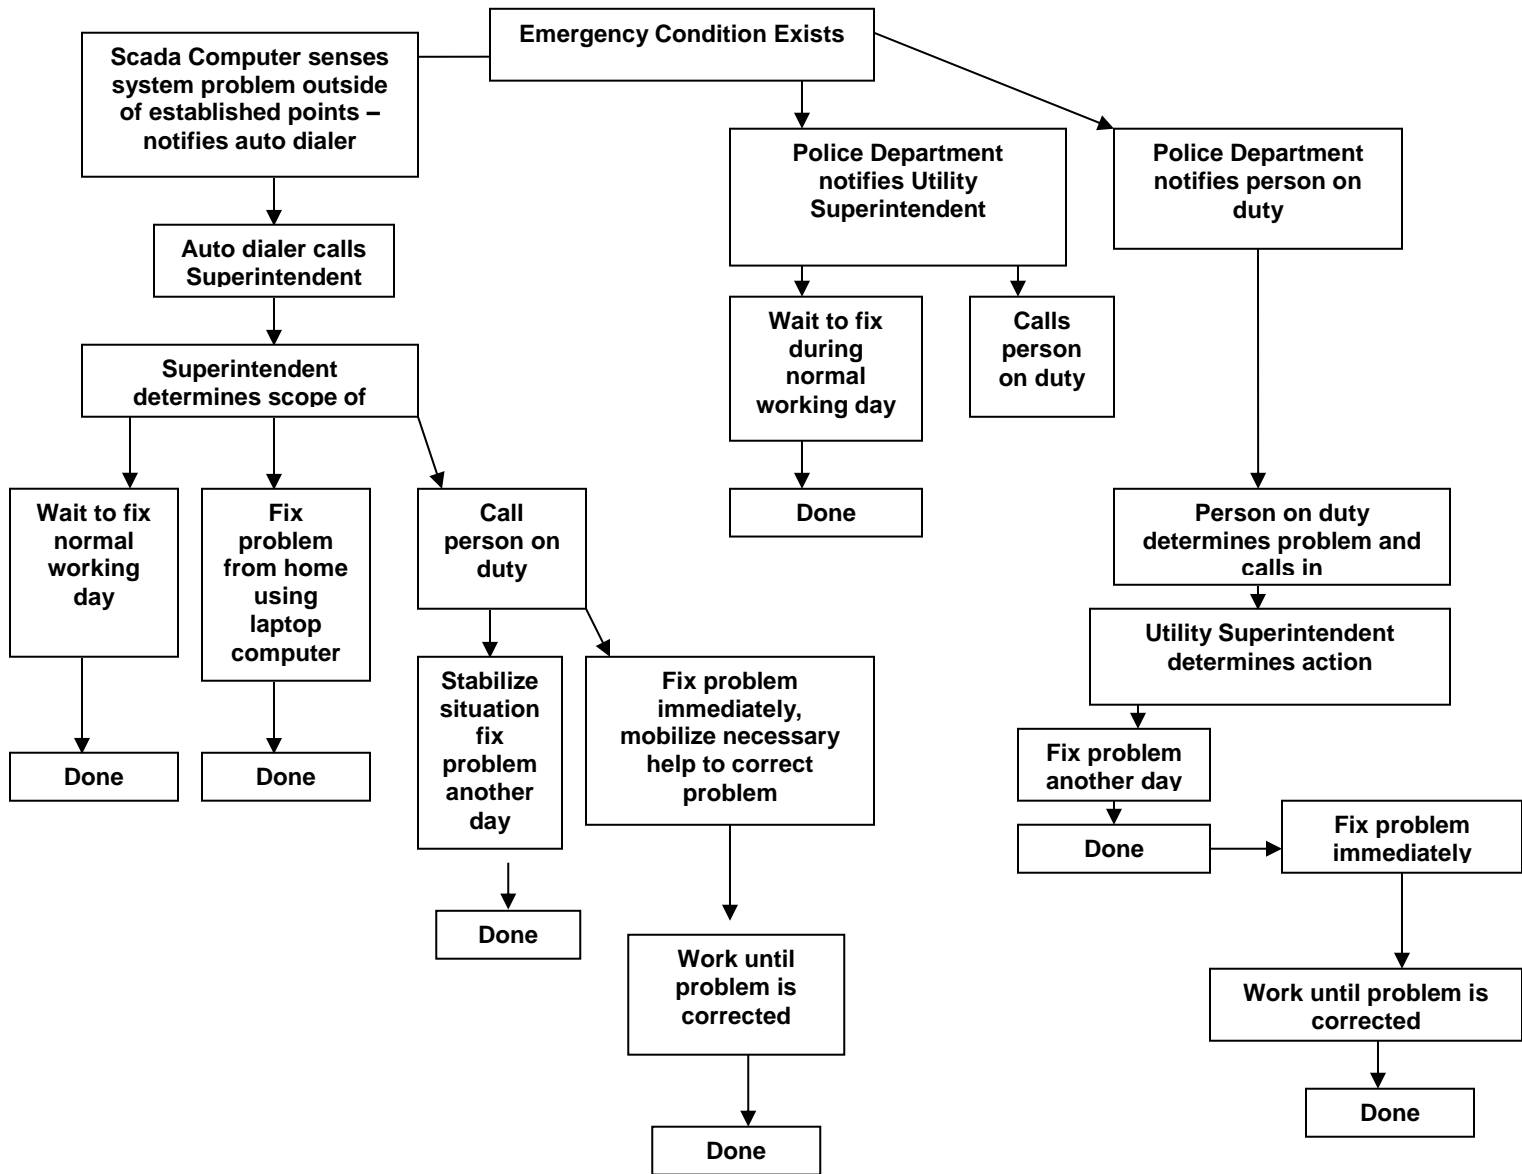 Emergency Condition Exists
Scada Computer senses
system problem outside
of established points –
notifies auto dialer
Police Department
notifies Utility
Superintendent
Police Department
notifies person on
duty
Auto dialer calls
Superintendent
Wait to fix
during
normal
working day
Calls
person
on duty
Superintendent
determines scope of
Wait to fix
normal
working
day
Fix
problem
from home
using
laptop
computer
Call
person on
duty
Done
Person on duty
determines problem and
calls in
Utility Superintendent
determines action
Stabilize
situation
fix
problem
another
day
Fix problem
immediately,
mobilize necessary
help to correct
problem
Done
Done
Fix problem
another day
Done
Fix problem
immediately
Done
Work until
problem is
corrected
Work until problem is
corrected
Done
Done